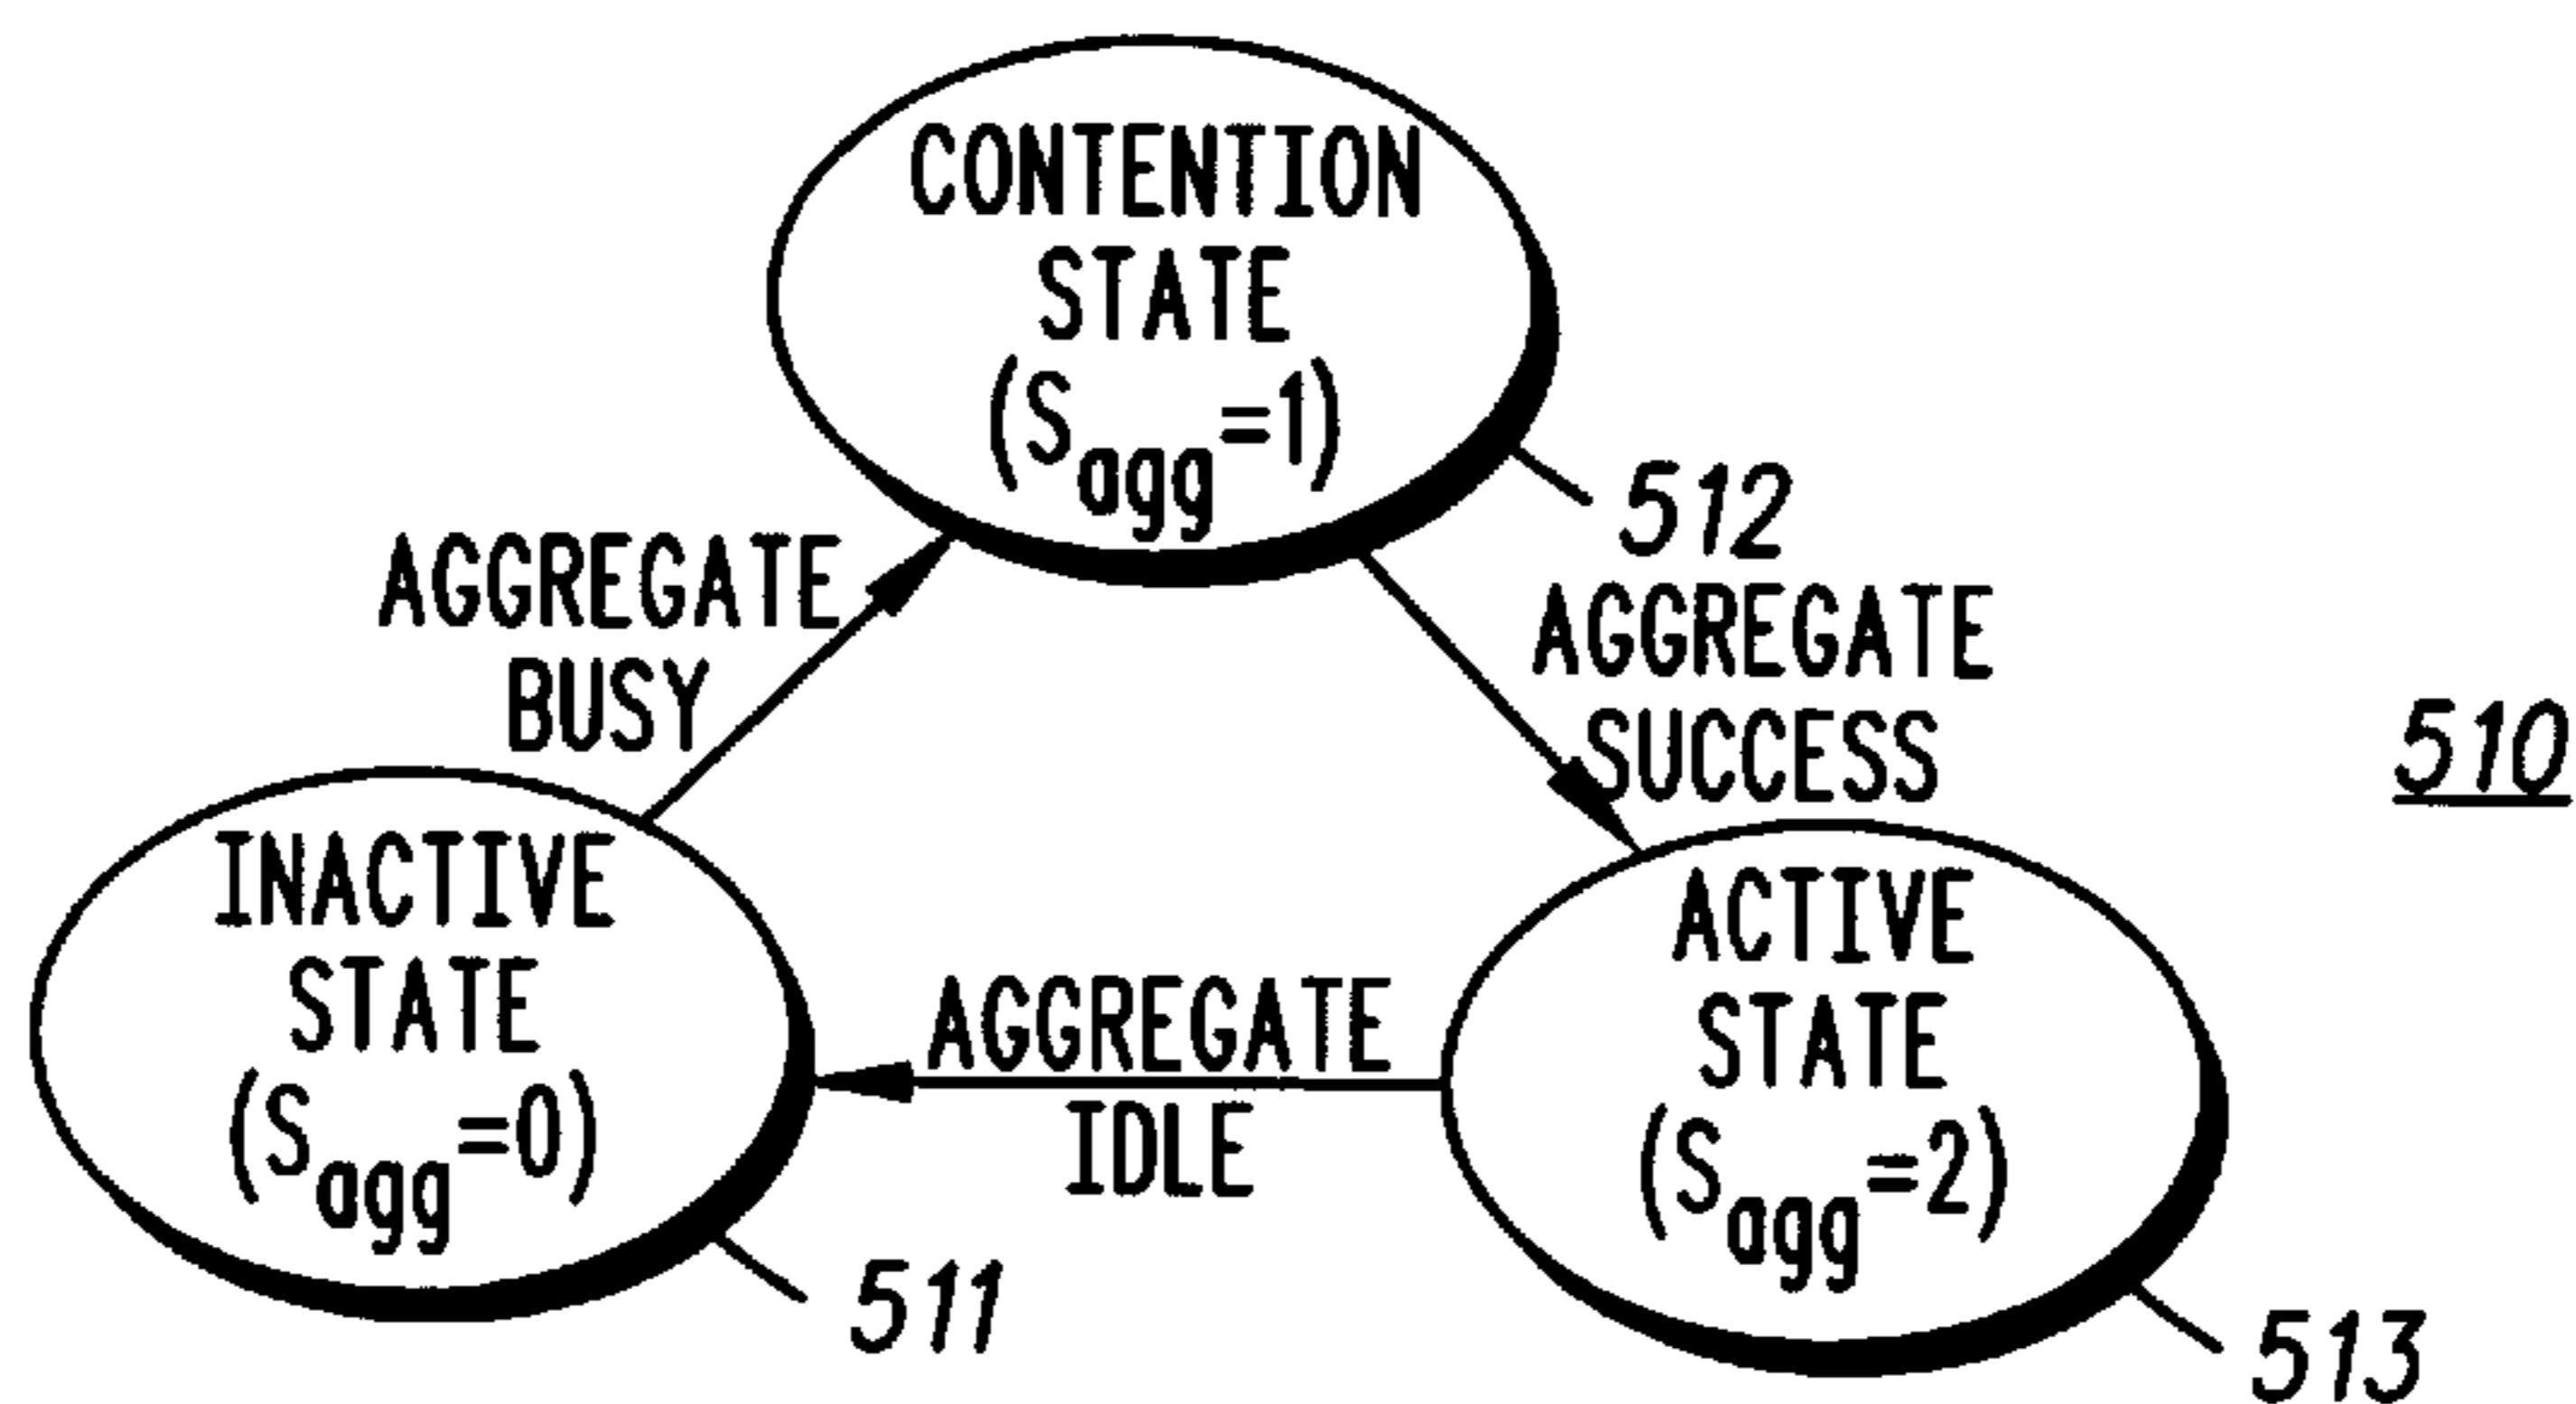 CONTENTION
STATE
(Sagg=1)
512
AGGREGATE
BUSY
AGGREGATE
SUCCESS
510
INACTIVE
STATE
(Sagg=0)
511
AGGREGATE
IDLE
ACTIVE
STATE
(Sagg=2)
513